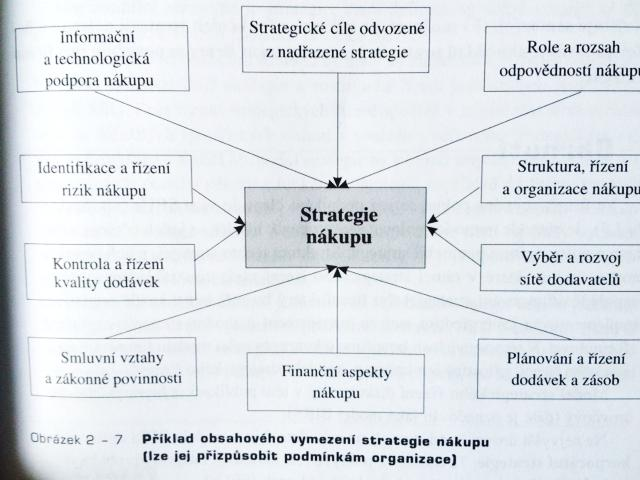 Informační
a technologická
podpora nákupu
Strategické cíle odvozené
z nadřazené strategie
Role a rozsah
odpovědností nákupu
Identifikace a řízení
rizik nákupu
Struktura, řízení
a organizace nákupu
Strategie
nákupu
Kontrola a řízení
kvality dodávek
Výběr a rozvoj
sítě dodavatelů
Smluvní vztahy
a zákonné povinnosti
Finanční aspekty
nákupu
Plánování a řízení
dodávek a zásob
Obrázek 2 – 7 Příklad obsahového vymezení strategie nákupu
(lze jej přizpůsobit podmínkám organizace)